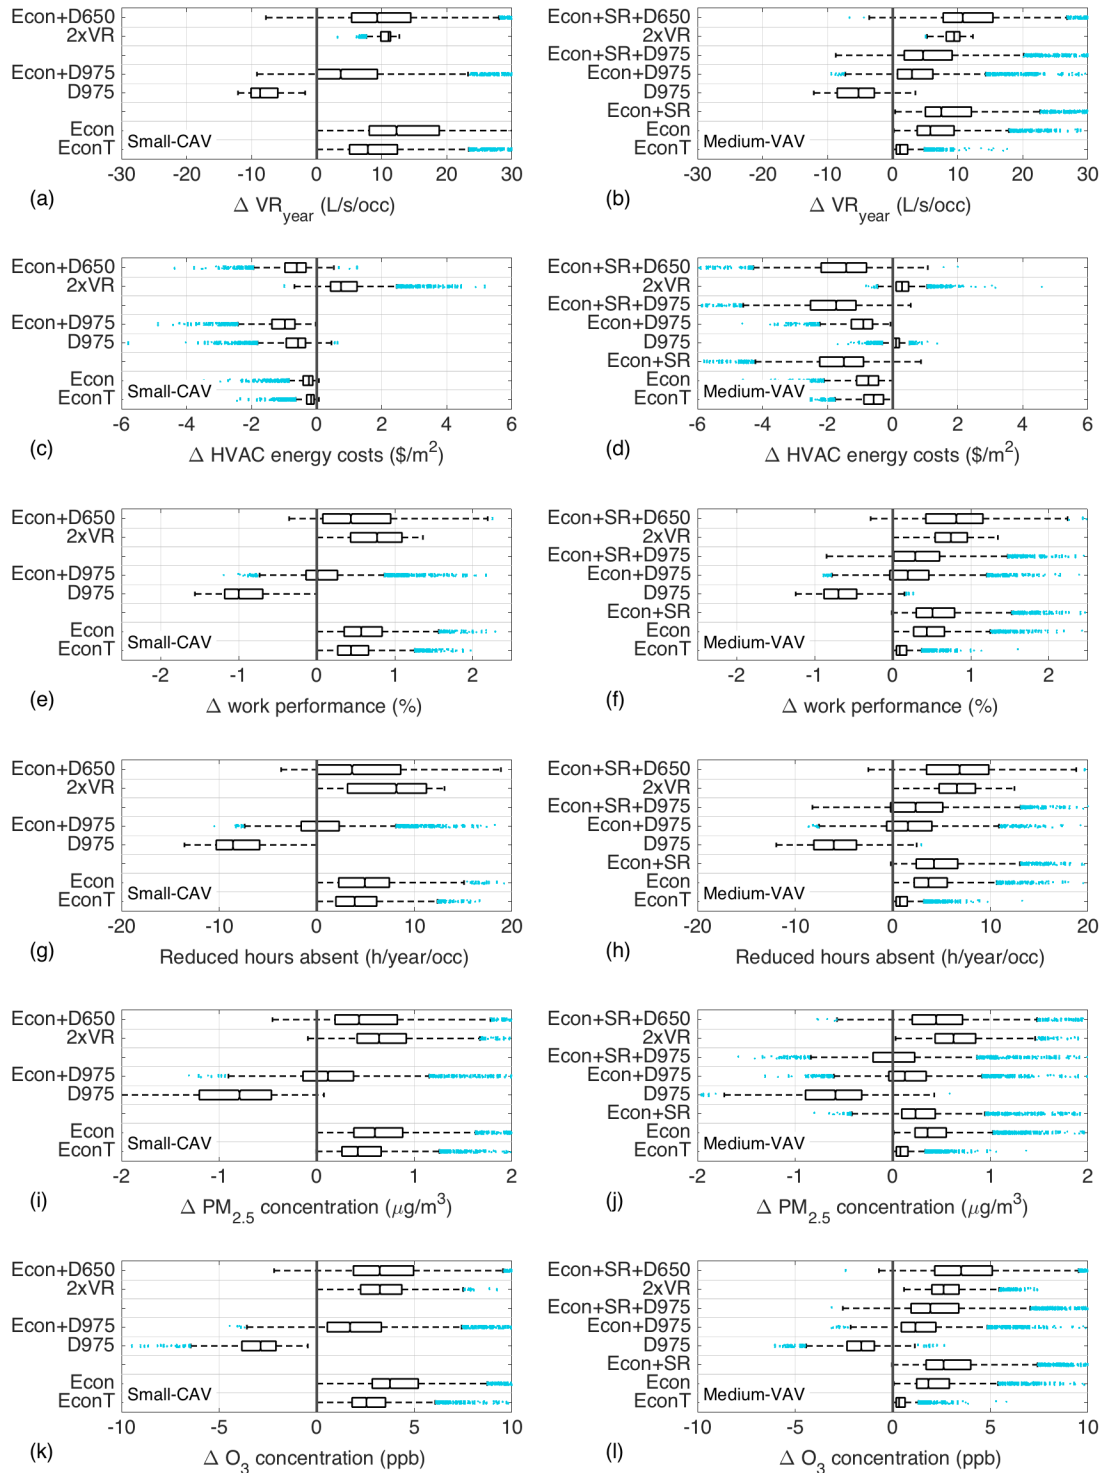 Econ+D650
2xVR
Econ+D975
D975
Econ
EconT
Small-CAV
-30 -20 -10 0 10 20 30
(a)
Δ VRyear (L/s/occ)
Econ+SR+D650
2xVR
Econ+SR+D975
Econ+D975
D975
Econ+SR
Econ
EconT
Medium-VAV
-30 -20 -10 0 10 20 30
(b)
Δ VRyear (L/s/occ)
Econ+D650
2xVR
Econ+D975
D975
Econ
EconT
Small-CAV
-6 -4 -2 0 2 4 6
(c)
Δ HVAC energy costs ($/m2)
Econ+SR+D650
2xVR
Econ+SR+D975
Econ+D975
D975
Econ+SR
Econ
EconT
Medium-VAV
-6 -4 -2 0 2 4 6
(d)
Δ HVAC energy costs ($/m2)
Econ+D650
2xVR
Econ+D975
D975
Econ
EconT
Small-CAV
-2 -1 0 1 2
(e)
Δ work performance (%)
Econ+SR+D650
2xVR
Econ+SR+D975
Econ+D975
D975
Econ+SR
Econ
EconT
Medium-VAV
-2 -1 0 1 2
(f)
Δ work performance (%)
Econ+D650
2xVR
Econ+D975
D975
Econ
EconT
Small-CAV
-20 -10 0 10 20
(g)
Reduced hours absent (h/year/occ)
Econ+SR+D650
2xVR
Econ+SR+D975
Econ+D975
D975
Econ+SR
Econ
EconT
Medium-VAV
-20 -10 0 10 20
(h)
Reduced hours absent (h/year/occ)
Econ+D650
2xVR
Econ+D975
D975
Econ
EconT
Small-CAV
-2 -1 0 1 2
(i)
Δ PM2.5 concentration (μg/m3)
Econ+SR+D650
2xVR
Econ+SR+D975
Econ+D975
D975
Econ+SR
Econ
EconT
Medium-VAV
-2 -1 0 1 2
(j)
Δ PM2.5 concentration (μg/m3)
Econ+D650
2xVR
Econ+D975
D975
Econ
EconT
Small-CAV
-10 -5 0 5 10
(k)
Δ O3 concentration (ppb)
Econ+SR+D650
2xVR
Econ+SR+D975
Econ+D975
D975
Econ+SR
Econ
EconT
Medium-VAV
-10 -5 0 5 10
(l)
Δ O3 concentration (ppb)